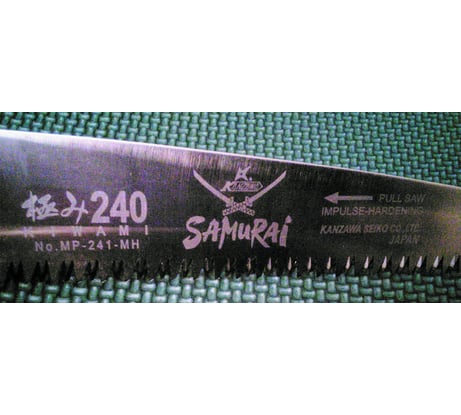 極み240
KIWAMI
No.MP-241-MH
K
KANZAWA
SAMURAI
PULL SAW
IMPULSE-HARDENING
KANZAWA SEIKO CO.,LTD.
JAPAN